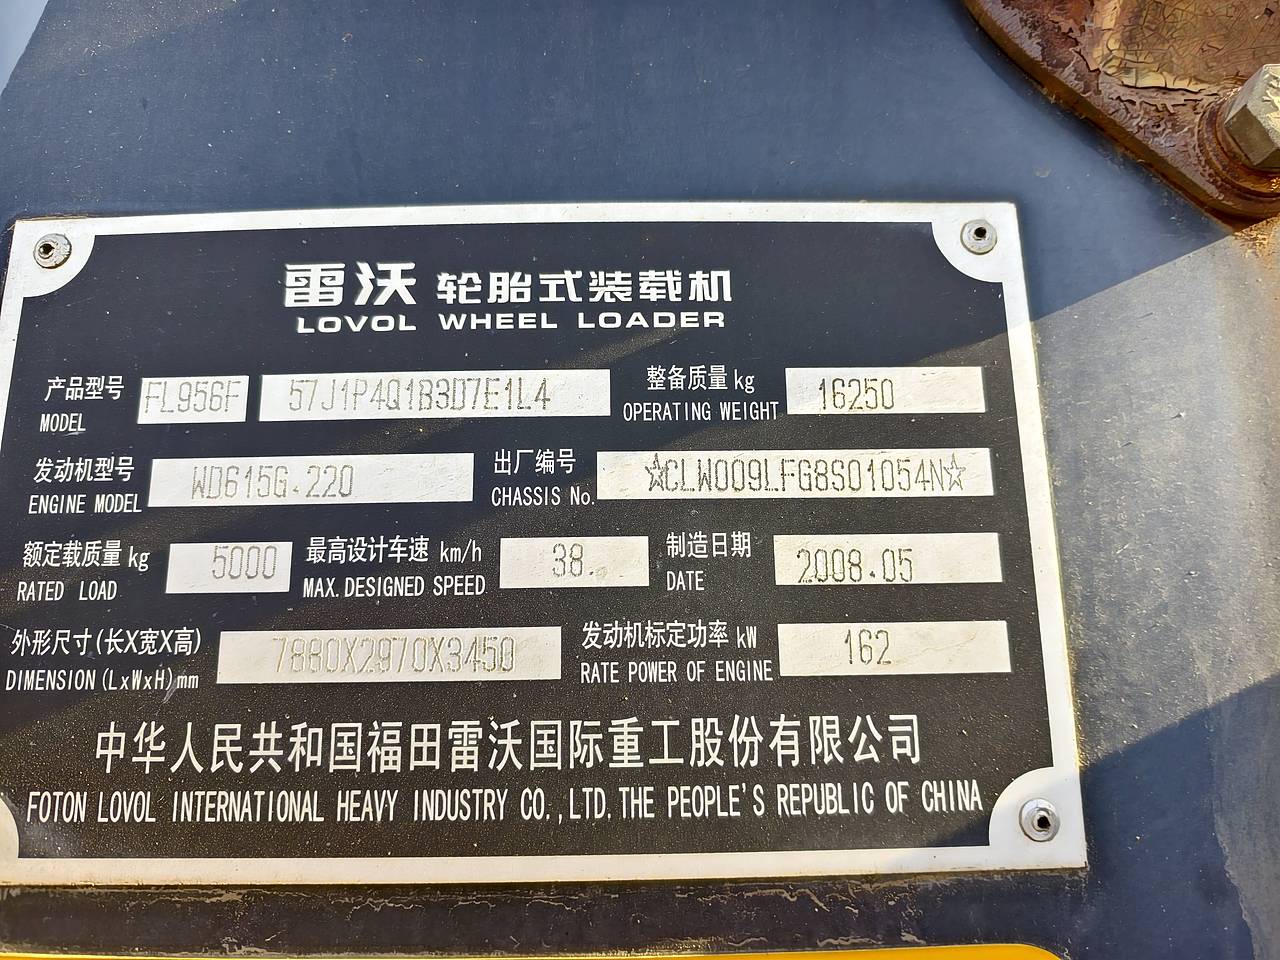 雷沃 轮胎式装载机
LOVOL WHEEL LOADER
产品型号 FL956F 57J1P4Q1B3D7E1L4 整备质量 kg 16250
MODEL OPERATING WEIGHT
发动机型号 WD615G.220 出厂编号 ☆CLW009LFG8S01054N☆
ENGINE MODEL CHASSIS No.
额定载质量 kg 5000 最高设计车速 km/h 38. 制造日期 2008.05
RATED LOAD MAX. DESIGNED SPEED DATE
外形尺寸(长X宽X高) 7880X2970X3450 发动机标定功率 kW 162
DIMENSION(LxWxH)mm RATE POWER OF ENGINE
中华人民共和国福田雷沃国际重工股份有限公司
FOTON LOVOL INTERNATIONAL HEAVY INDUSTRY CO.,LTD. THE PEOPLE'S REPUBLIC OF CHINA